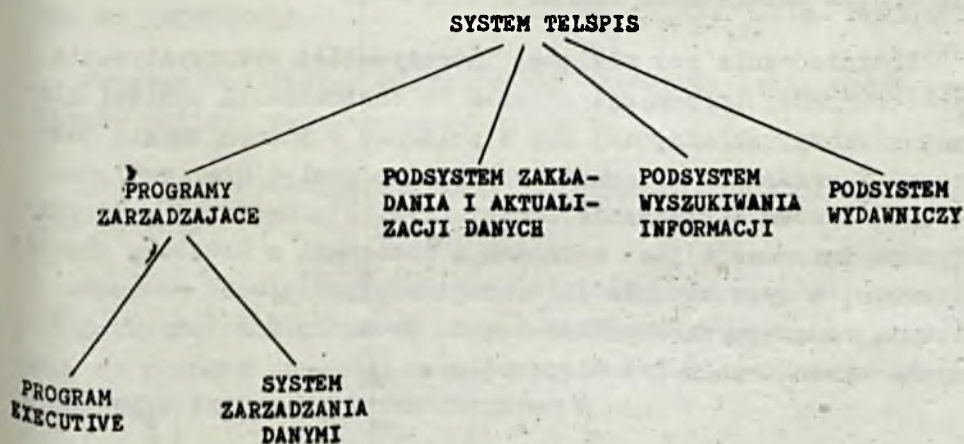 SYSTEM TELSPIS
PROGRAMY
ZARZADZAJACE
PODSYSTEM ZAKŁA-
DANIA I AKTUALI-
ZACJI DANYCH
PODSYSTEM
WYSZUKIWANIA
INFORMACJI
PODSYSTEM
WYDAWNICZY
PROGRAM
EXECUTIVE
SYSTEM
ZARZADZANIA
DANYMI